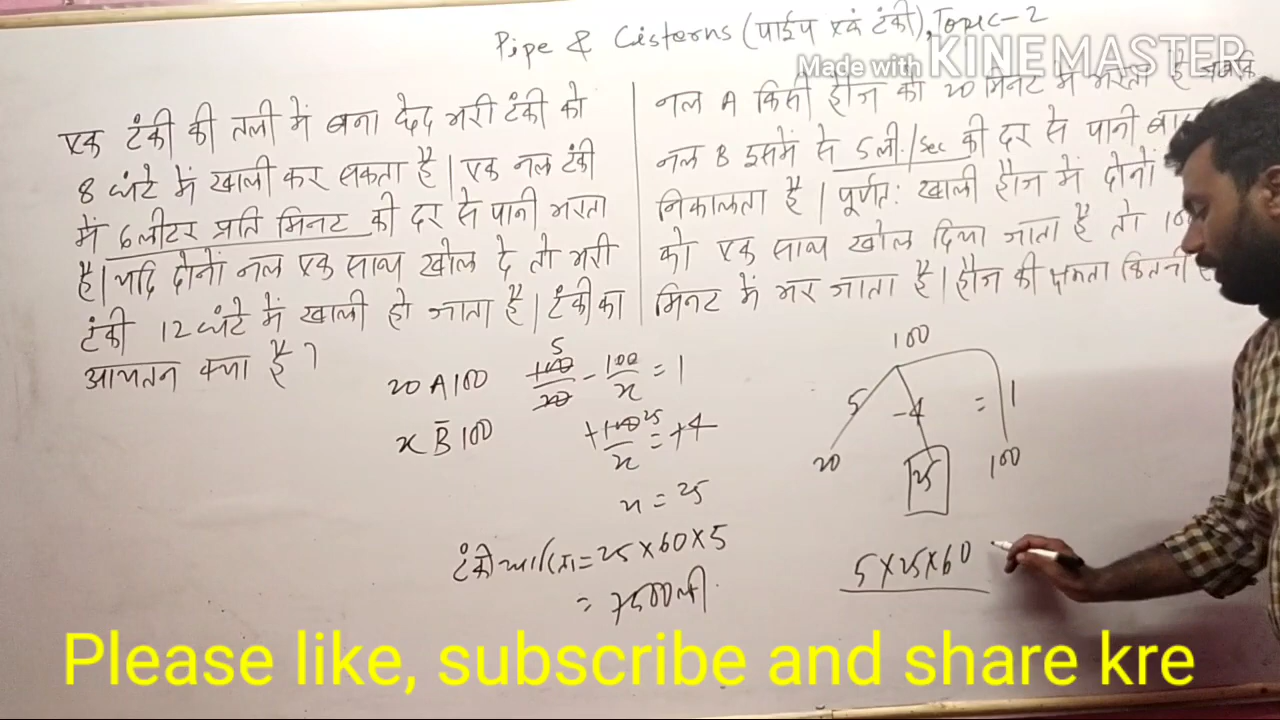 Pipe & Cisterns (पाईप एवं टंकी), Topic-2
Made with KINEMASTER
एक टंकी की तली में बना छेद भरी टंकी को
8 घंटे में खाली कर सकता है। एक नल टंकी
में 6 लीटर प्रति मिनट की दर से पानी भरता
है। यदि दोनों नल एक साथ खोल दे तो भरी
टंकी 12 घंटे में खाली हो जाता है। टंकी का
आयतन क्या है?
नल A किसी हौज को 20 मिनट में भरता है जबकि
नल B इसमें से 5 ली./sec की दर से पानी
निकालता है। पूर्णतः खाली हौज में दोनों
को एक साथ खोल दिया जाता है तो 100
मिनट में भर जाता है। हौज की क्षमता कितनी
20 A 100
x B 100
5
+100/20 - 100/x = 1
+100 25/x = +4
x = 25
= 25 x 60 x 5
= 7500 ली.
100
5 -4 = 1
20 25 100
5 x 25 x 60
Please like, subscribe and share kre